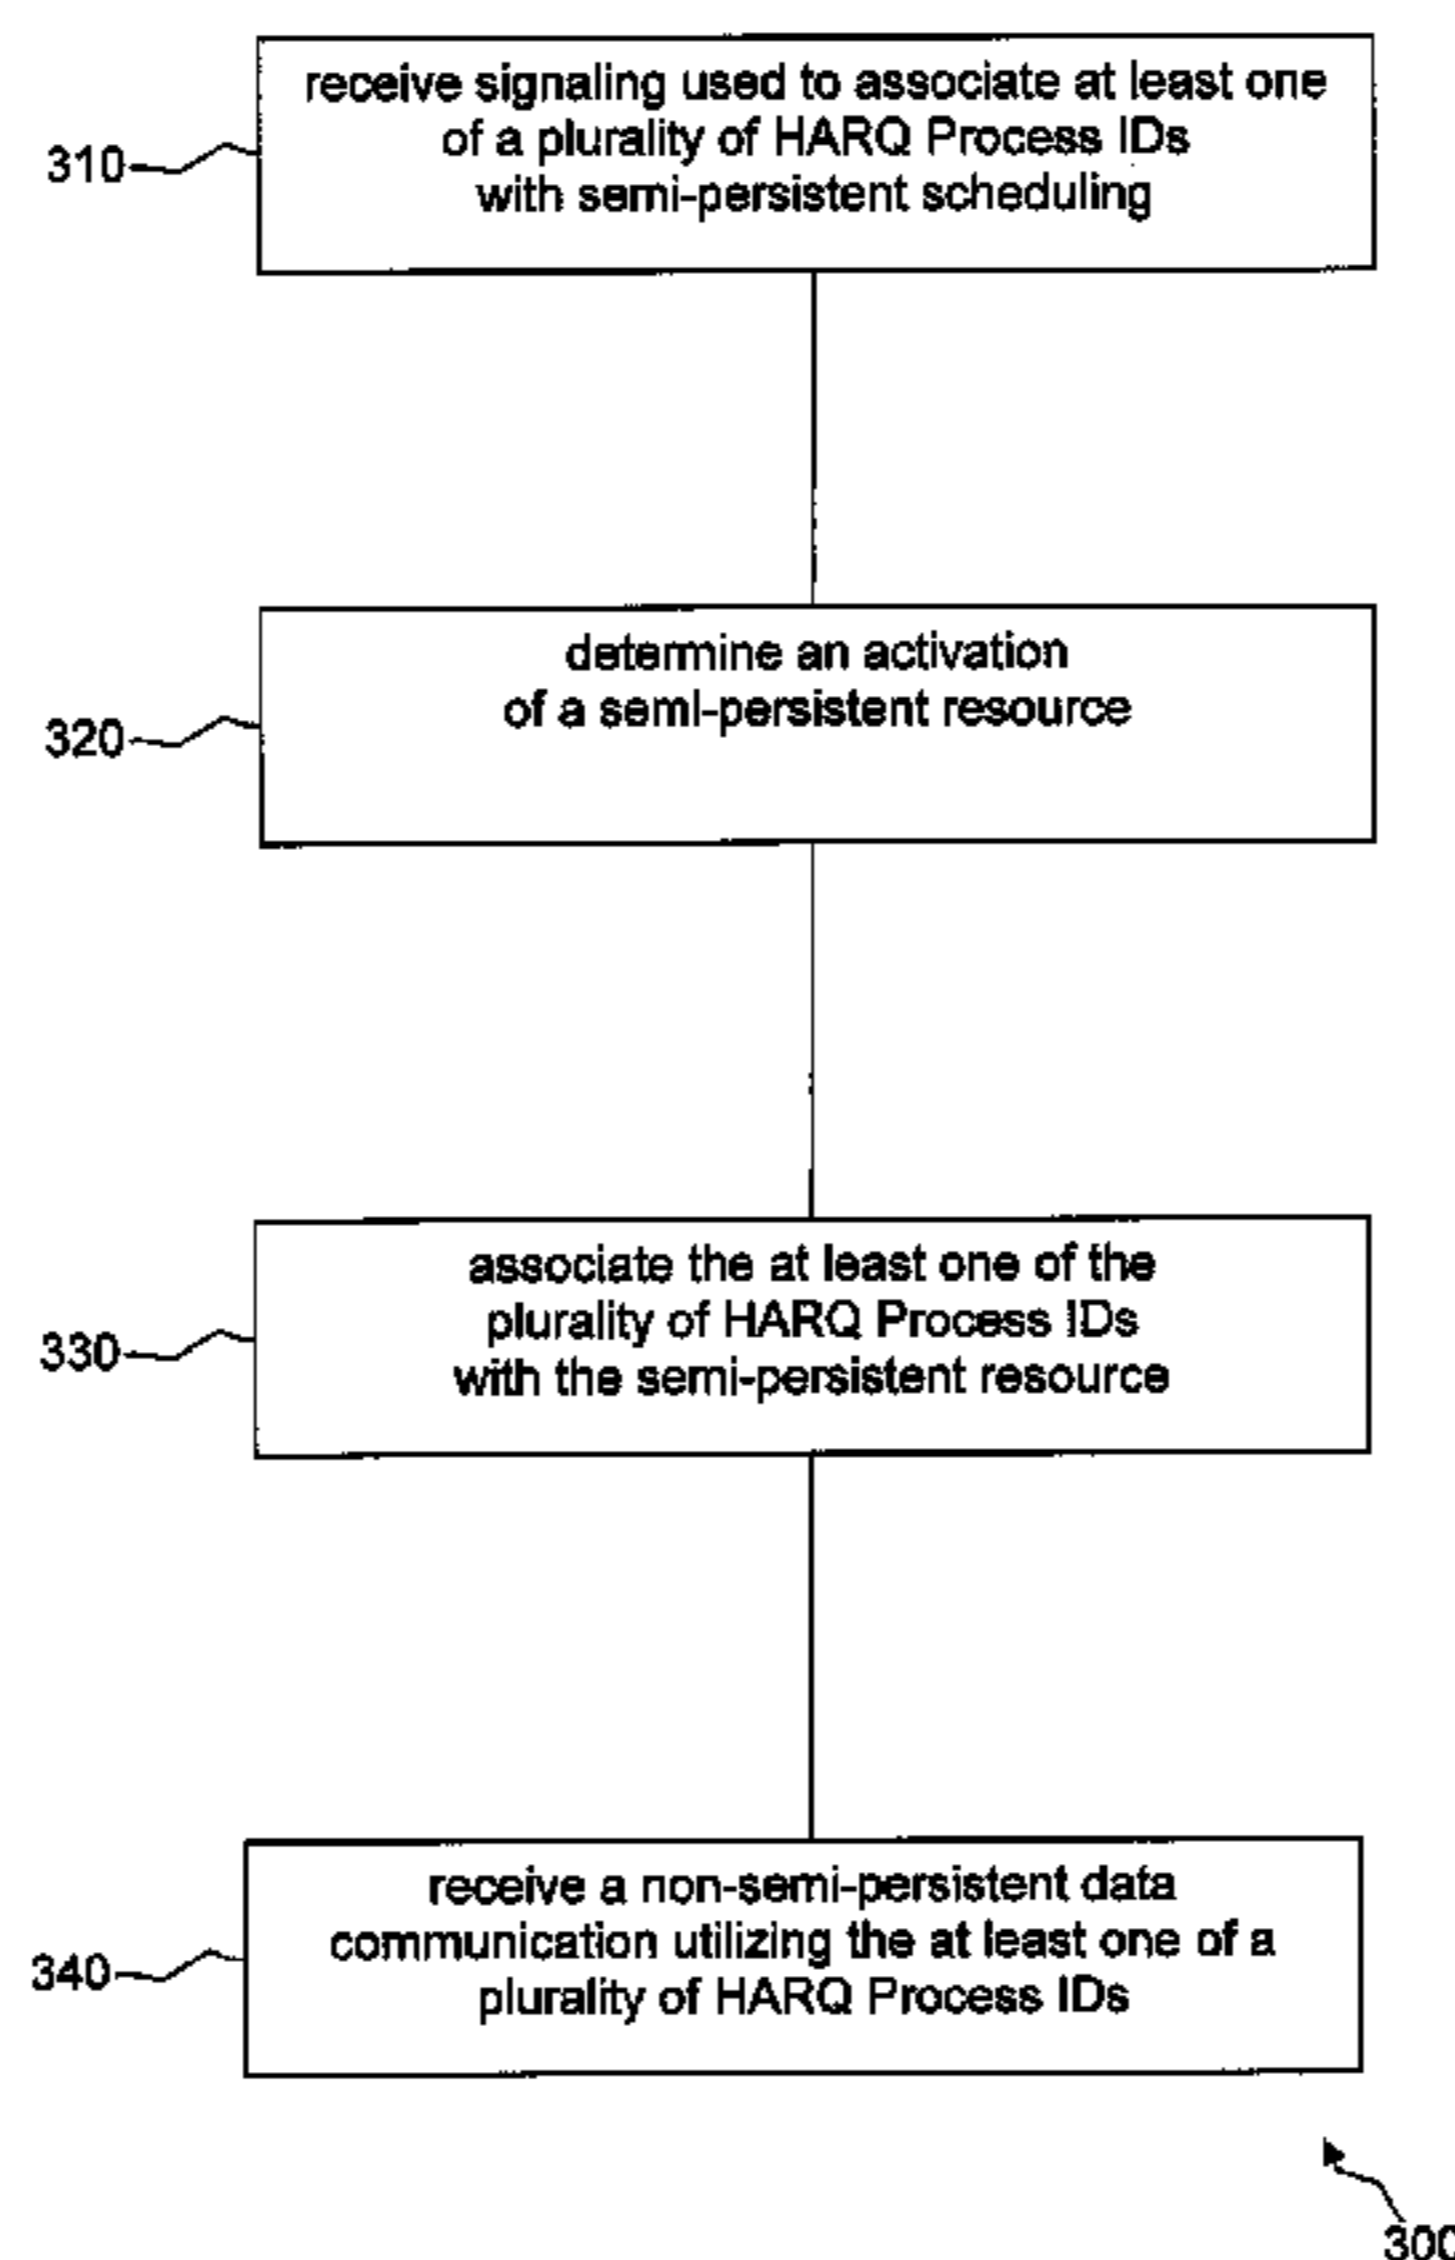 receive signaling used to associate at least one
of a plurality of HARQ Process IDs
with semi-persistent scheduling
310
determine an activation
of a semi-persistent resource
320
associate the at least one of the
plurality of HARQ Process IDs
with the semi-persistent resource
330
receive a non-semi-persistent data
communication utilizing the at least one of a
plurality of HARQ Process IDs
340
300